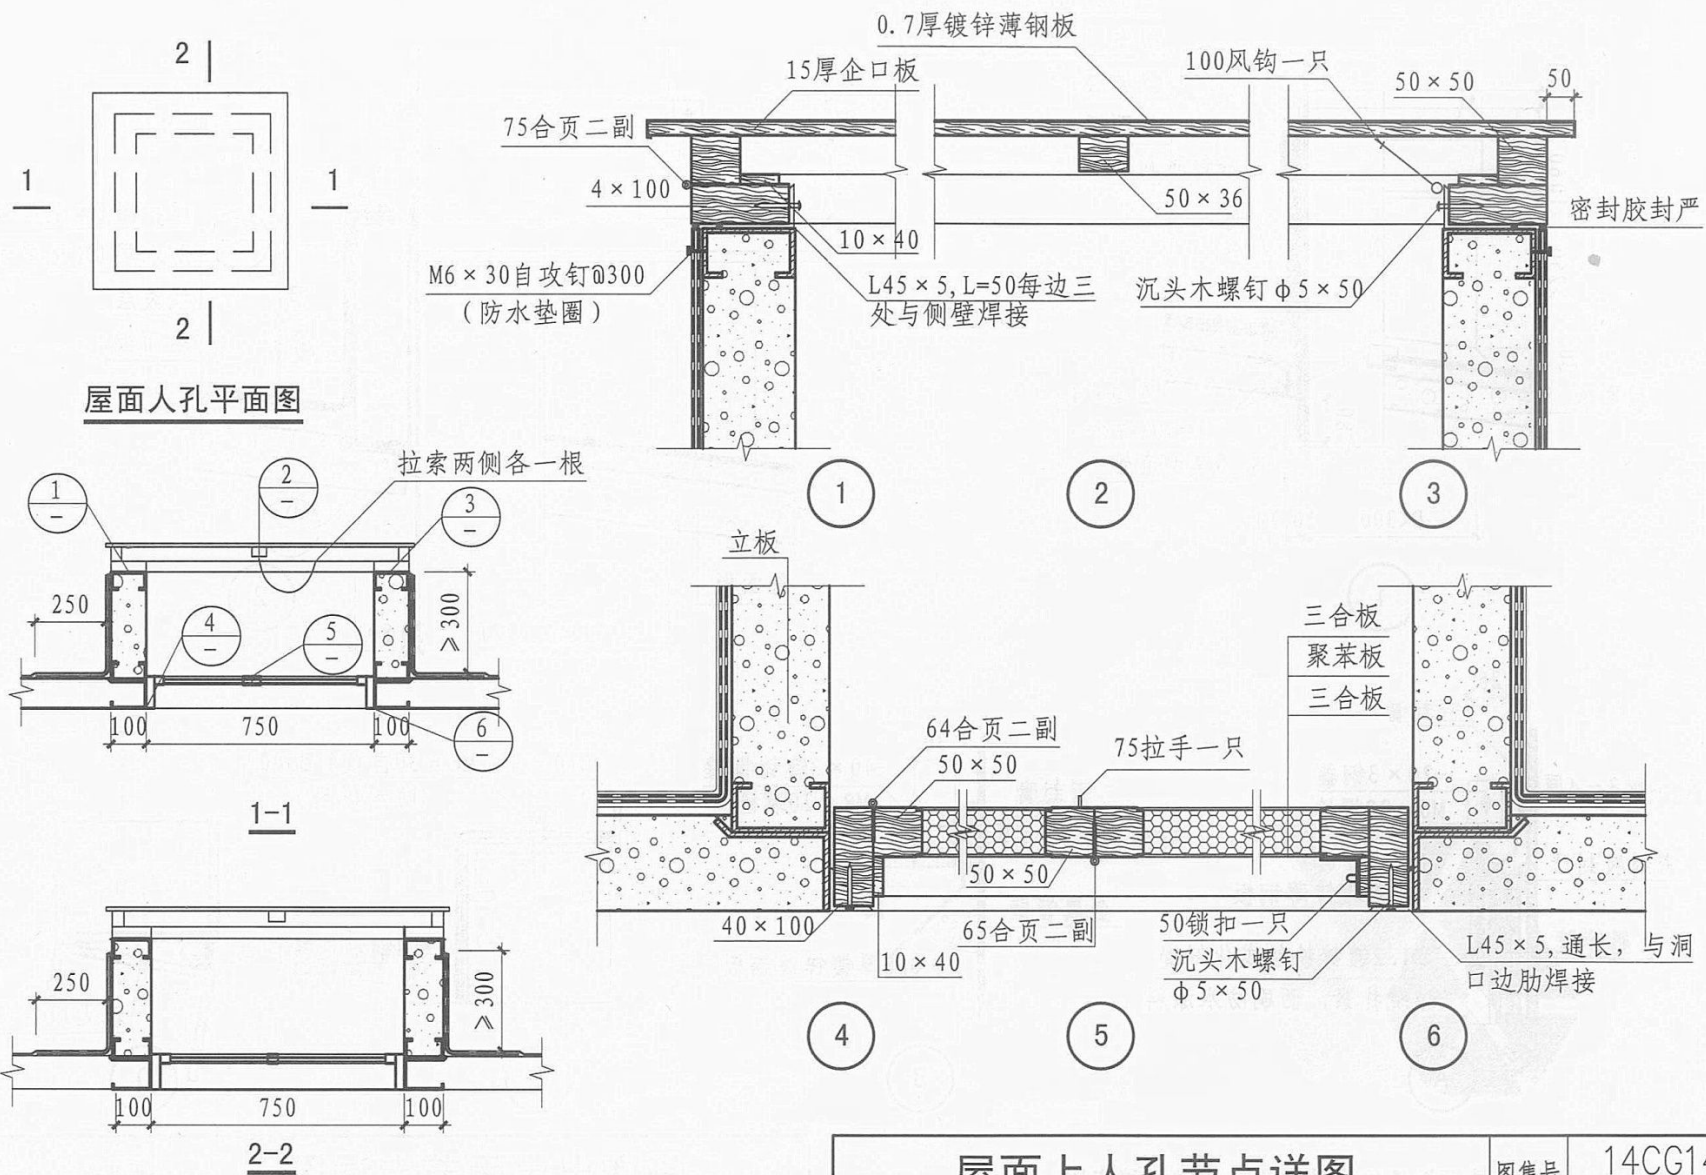 2
1
1
2
屋面人孔平面图
0.7厚镀锌薄钢板
15厚企口板
100风钩一只
50×50
50
75合页二副
4×100
50×36
密封胶封严
10×40
M6×30自攻钉@300
(防水垫圈)
L45×5,L=50每边三
处与侧壁焊接
沉头木螺钉φ5×50
1
2
3
拉索两侧各一根
1
—
2
—
3
—
250
4
—
5
—
≥300
100
750
100
6
—
1-1
250
≥300
100
750
100
2-2
立板
三合板
聚苯板
三合板
64合页二副
50×50
75拉手一只
50×50
40×100
65合页二副
10×40
50锁扣一只
沉头木螺钉
φ5×50
L45×5,通长，与洞
口边肋焊接
4
5
6
屋面上人孔节点详图
图集号
14CG1